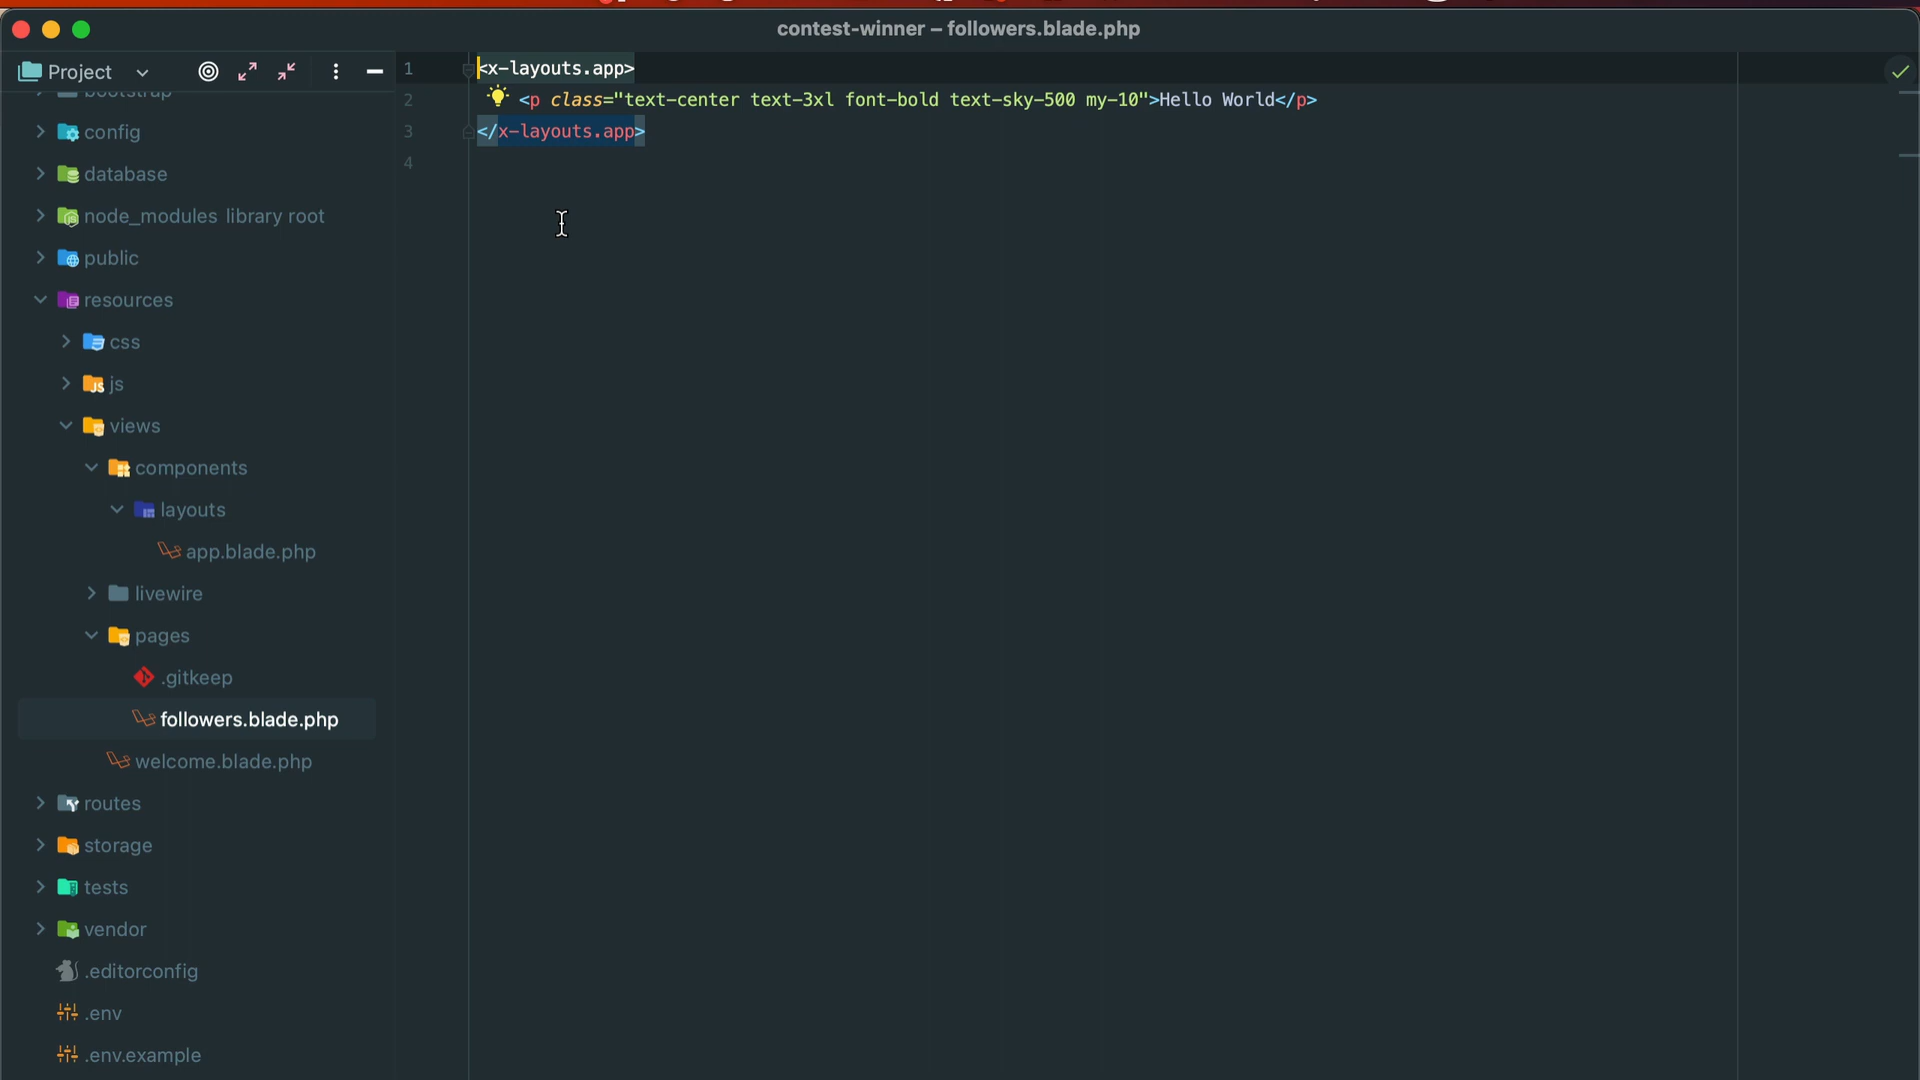 contest-winner – followers.blade.php
Project
bootstrap
config
database
node_modules library root
public
resources
css
js
views
components
layouts
app.blade.php
livewire
pages
.gitkeep
followers.blade.php
welcome.blade.php
routes
storage
tests
vendor
.editorconfig
.env
.env.example
1 <x-layouts.app>
2 <p class="text-center text-3xl font-bold text-sky-500 my-10">Hello World</p>
3 </x-layouts.app>
4